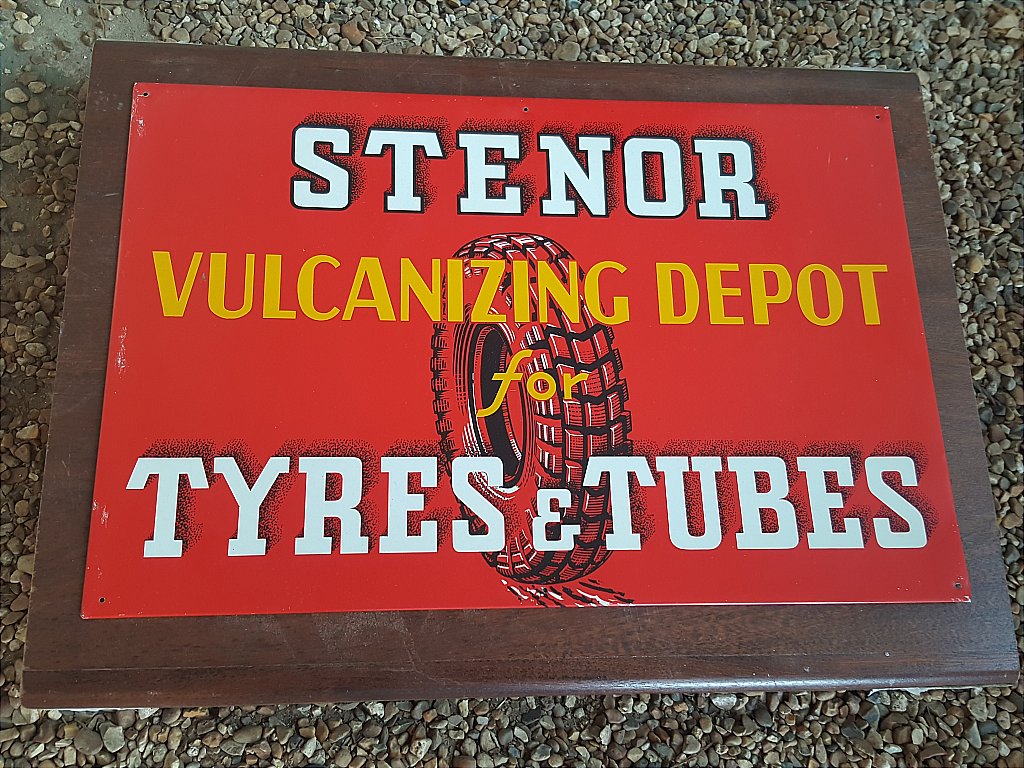 STENOR
VULCANIZING DEPOT
for
TYRES & TUBES